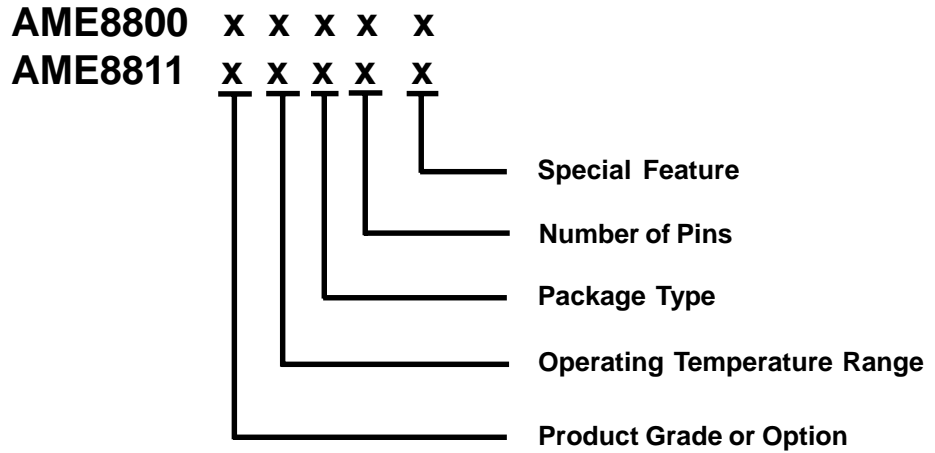 AME8800 x x x x x
AME8811 x x x x x
Special Feature
Number of Pins
Package Type
Operating Temperature Range
Product Grade or Option